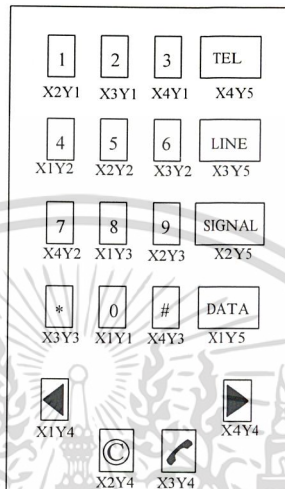 1 2 3 TEL
X2Y1 X3Y1 X4Y1 X4Y5
4 5 6 LINE
X1Y2 X2Y2 X3Y2 X3Y5
7 8 9 SIGNAL
X4Y2 X1Y3 X2Y3 X2Y5
* 0 # DATA
X3Y3 X1Y1 X4Y3 X1Y5
X1Y4 X4Y4
©
X2Y4 X3Y4